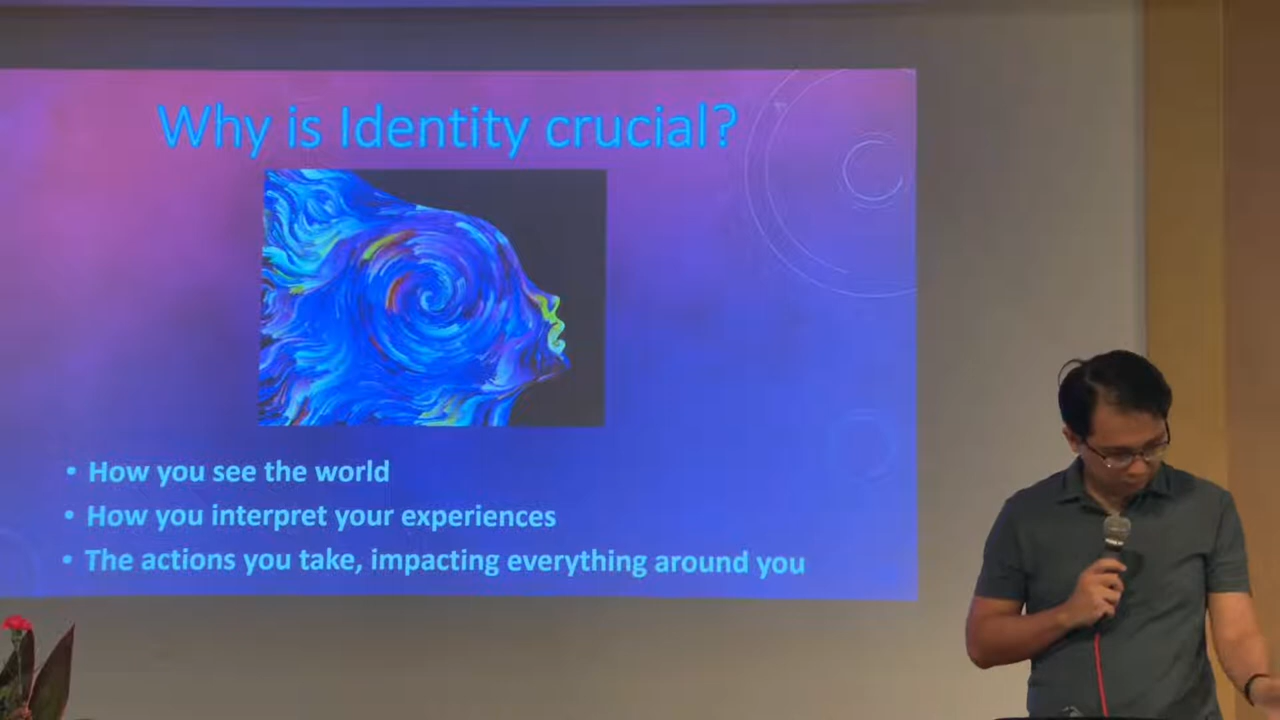 Why is Identity crucial?
• How you see the world
• How you interpret your experiences
• The actions you take, impacting everything around you